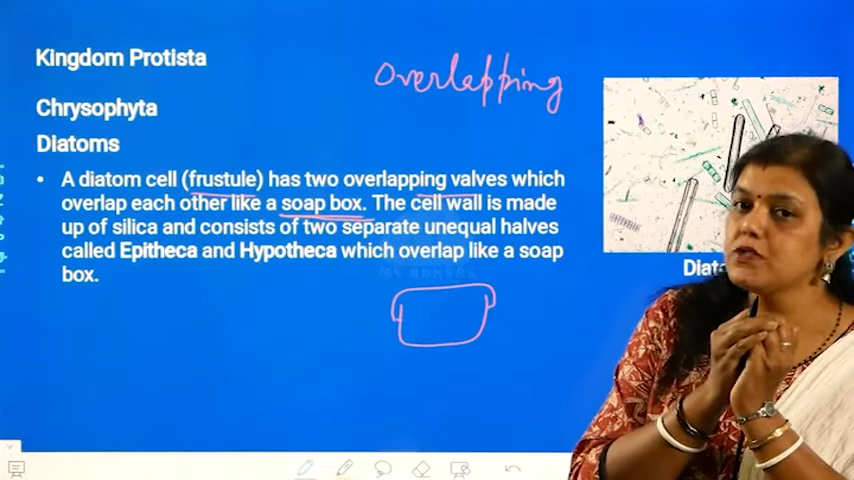 Kingdom Protista
overlapping
Chrysophyta
Diatoms
• A diatom cell (frustule) has two overlapping valves which
overlap each other like a soap box. The cell wall is made
up of silica and consists of two separate unequal halves
called Epitheca and Hypotheca which overlap like a soap
box.